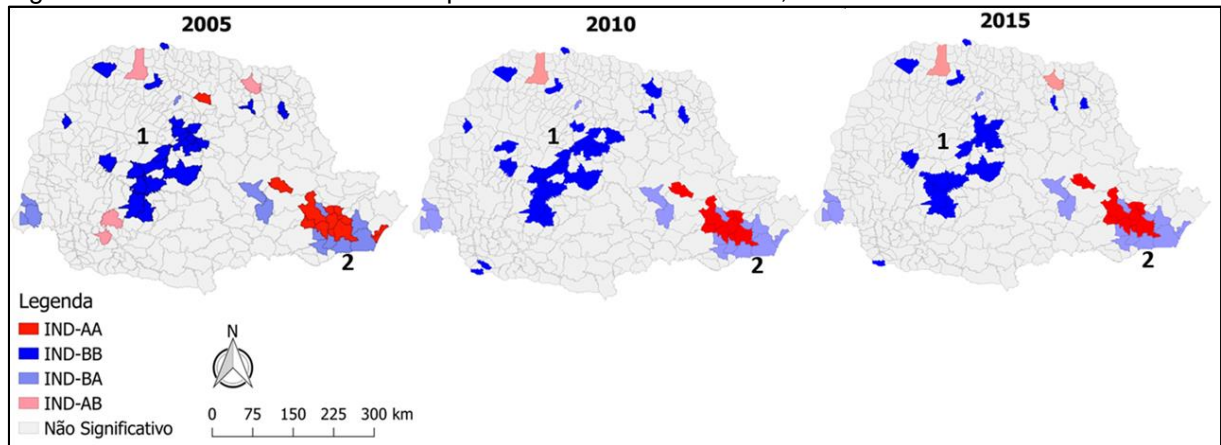 2005
2010
2015
1
2
1
2
1
2
Legenda
IND-AA
IND-BB
IND-BA
IND-AB
Não Significativo
N
0 75 150 225 300 km